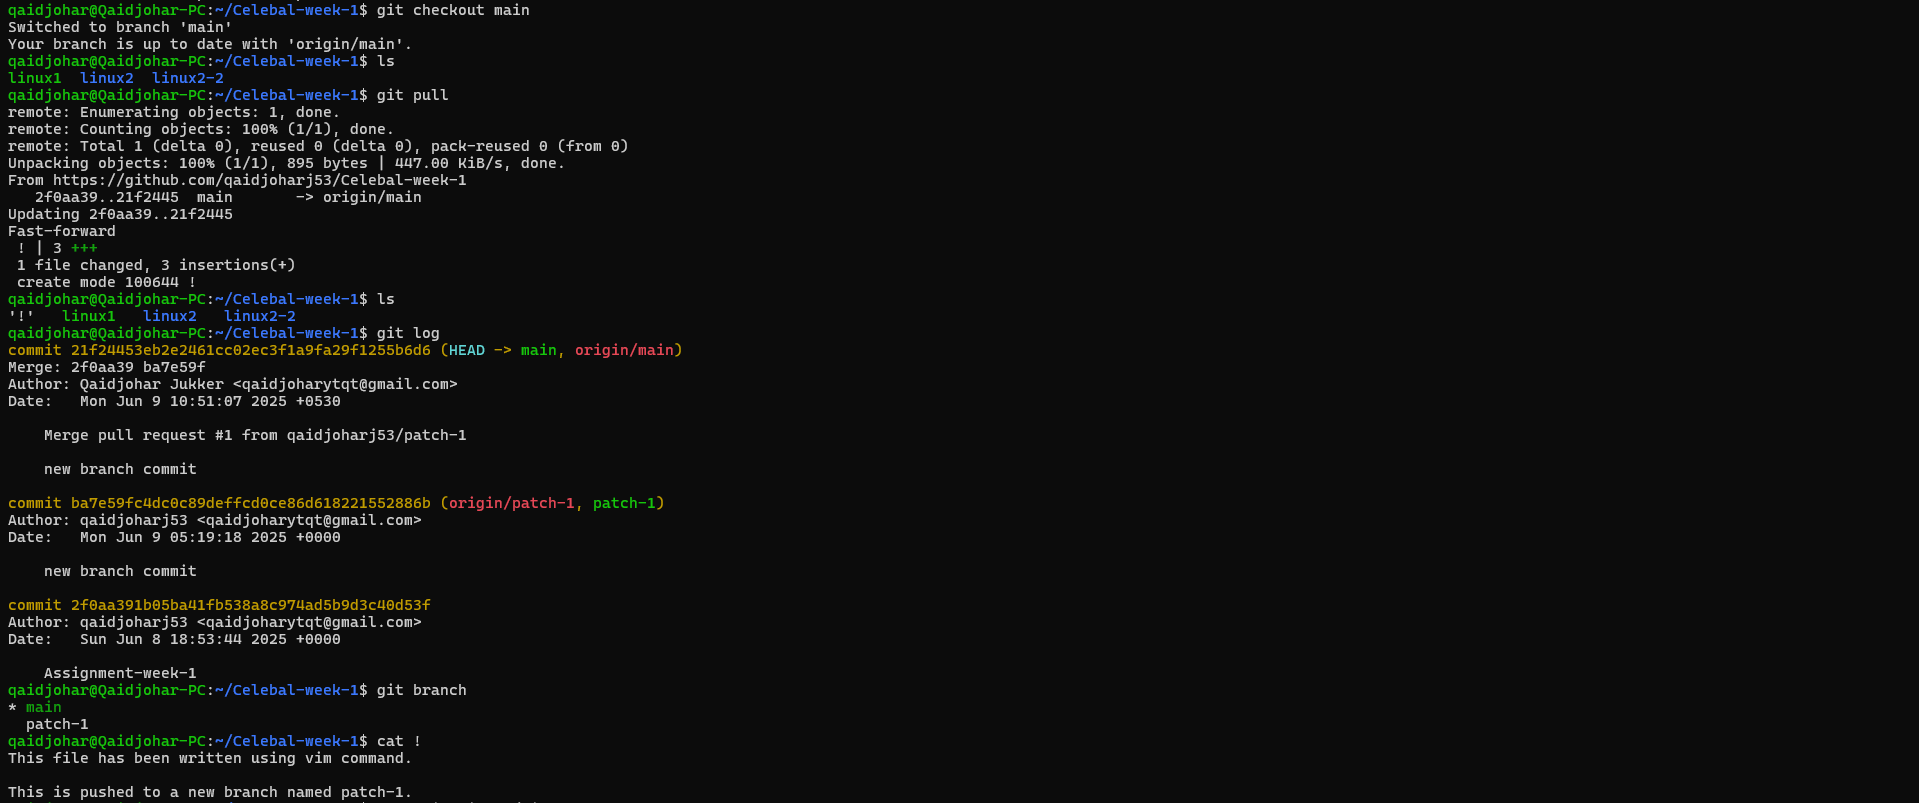 qaidjohar@Qaidjohar-PC:~/Celebal-week-1$ git checkout main
Switched to branch 'main'
Your branch is up to date with 'origin/main'.
qaidjohar@Qaidjohar-PC:~/Celebal-week-1$ ls
linux1  linux2  linux2-2
qaidjohar@Qaidjohar-PC:~/Celebal-week-1$ git pull
remote: Enumerating objects: 1, done.
remote: Counting objects: 100% (1/1), done.
remote: Total 1 (delta 0), reused 0 (delta 0), pack-reused 0 (from 0)
Unpacking objects: 100% (1/1), 895 bytes | 447.00 KiB/s, done.
From https://github.com/qaidjoharj53/Celebal-week-1
   2f0aa39..21f2445  main       -> origin/main
Updating 2f0aa39..21f2445
Fast-forward
 ! | 3 +++
 1 file changed, 3 insertions(+)
 create mode 100644 !
qaidjohar@Qaidjohar-PC:~/Celebal-week-1$ ls
'!'   linux1   linux2   linux2-2
qaidjohar@Qaidjohar-PC:~/Celebal-week-1$ git log
commit 21f24453eb2e2461cc02ec3f1a9fa29f1255b6d6 (HEAD -> main, origin/main)
Merge: 2f0aa39 ba7e59f
Author: Qaidjohar Jukker <qaidjoharytqt@gmail.com>
Date:   Mon Jun 9 10:51:07 2025 +0530
    Merge pull request #1 from qaidjoharj53/patch-1
    new branch commit
commit ba7e59fc4dc0c89deffcd0ce86d618221552886b (origin/patch-1, patch-1)
Author: qaidjoharj53 <qaidjoharytqt@gmail.com>
Date:   Mon Jun 9 05:19:18 2025 +0000
    new branch commit
commit 2f0aa391b05ba41fb538a8c974ad5b9d3c40d53f
Author: qaidjoharj53 <qaidjoharytqt@gmail.com>
Date:   Sun Jun 8 18:53:44 2025 +0000
    Assignment-week-1
qaidjohar@Qaidjohar-PC:~/Celebal-week-1$ git branch
* main
  patch-1
qaidjohar@Qaidjohar-PC:~/Celebal-week-1$ cat !
This file has been written using vim command.
This is pushed to a new branch named patch-1.